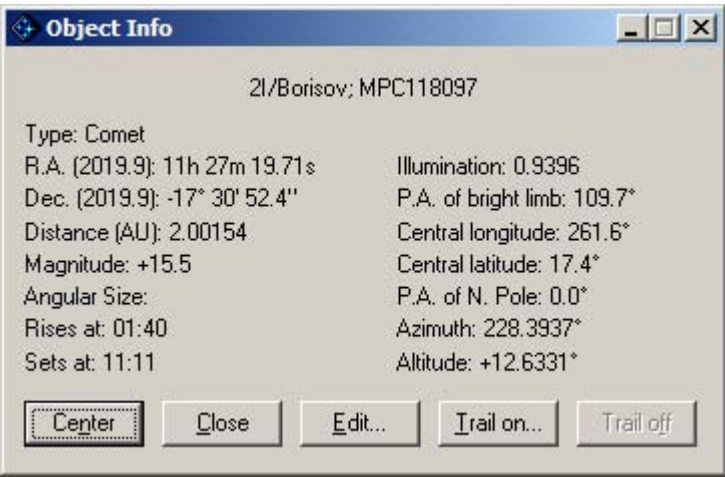 Object Info
2I/Borisov; MPC118097
Type: Comet
R.A. (2019.9): 11h 27m 19.71s
Dec. (2019.9): -17° 30' 52.4''
Distance (AU): 2.00154
Magnitude: +15.5
Angular Size:
Rises at: 01:40
Sets at: 11:11
Illumination: 0.9396
P.A. of bright limb: 109.7°
Central longitude: 261.6°
Central latitude: 17.4°
P.A. of N. Pole: 0.0°
Azimuth: 228.3937°
Altitude: +12.6331°
Center
Close
Edit...
Trail on...
Trail off